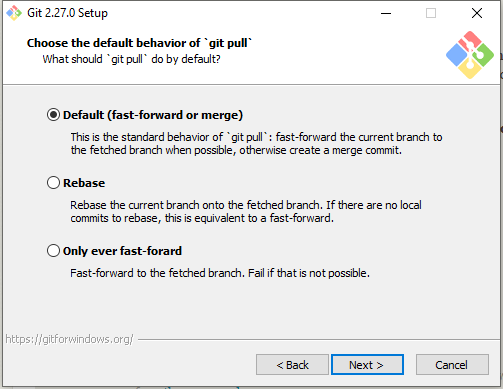 Git 2.27.0 Setup
Choose the default behavior of `git pull`
What should `git pull` do by default?
Default (fast-forward or merge)
This is the standard behavior of `git pull`: fast-forward the current branch to
the fetched branch when possible, otherwise create a merge commit.
Rebase
Rebase the current branch onto the fetched branch. If there are no local
commits to rebase, this is equivalent to a fast-forward.
Only ever fast-forard
Fast-forward to the fetched branch. Fail if that is not possible.
https://gitforwindows.org/
< Back
Next >
Cancel